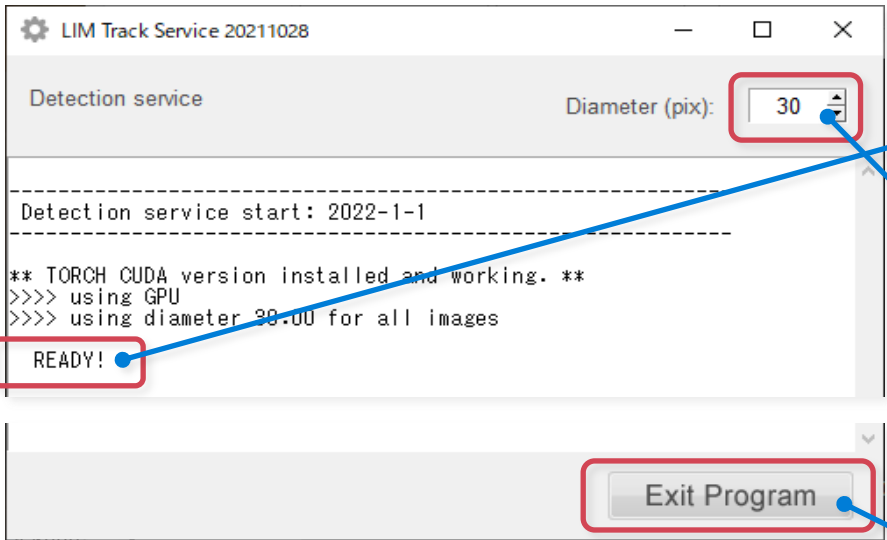 LIM Track Service 20211028
Detection service
Diameter (pix): 30
------------------------------------------------------------
Detection service start: 2022-1-1
------------------------------------------------------------
** TORCH CUDA version installed and working. **
>>>> using GPU
>>>> using diameter 30.00 for all images
READY!
Exit Program